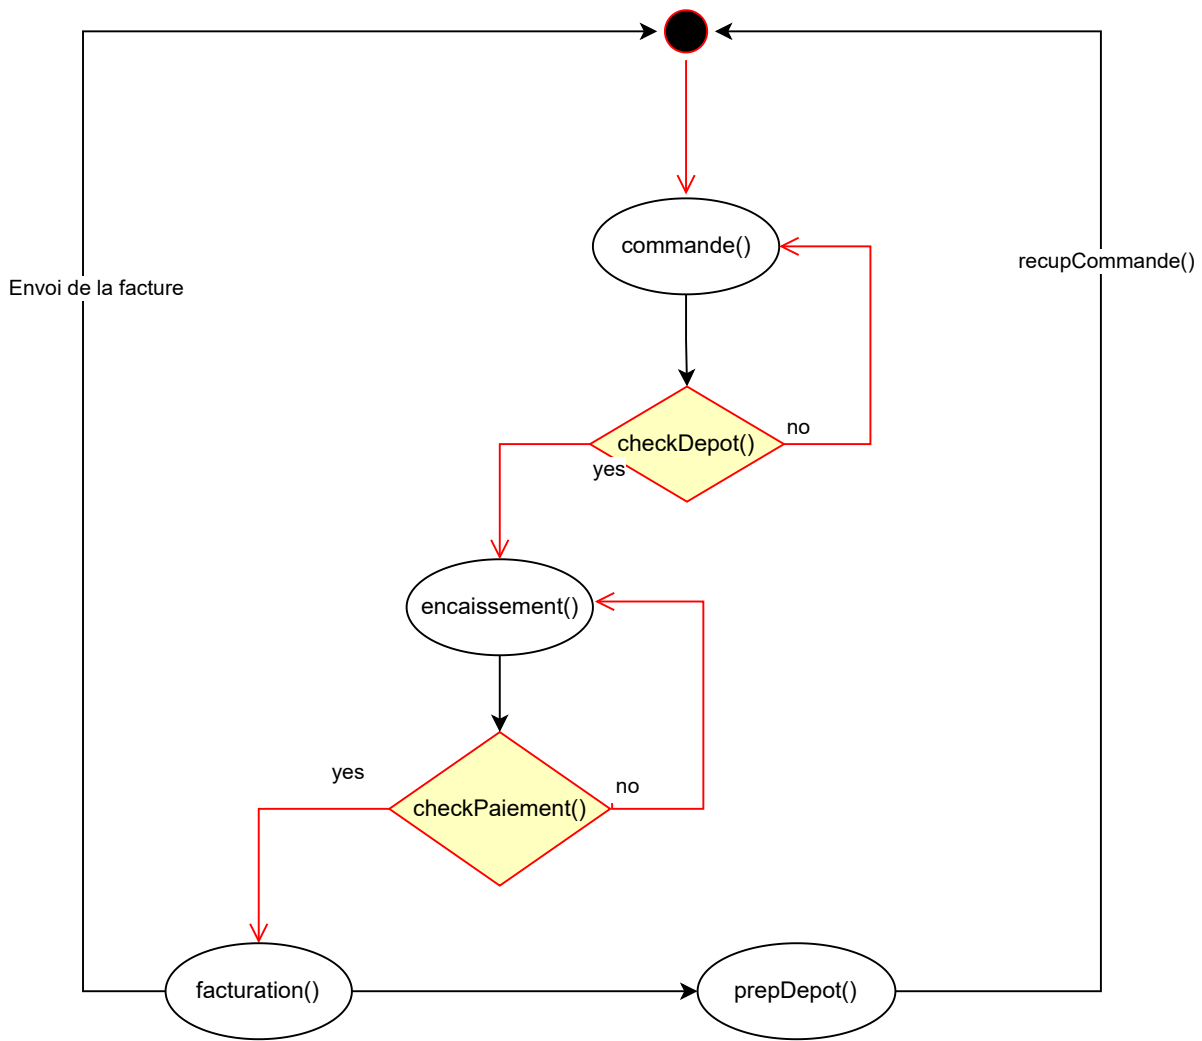 commande()
recupCommande()
Envoi de la facture
no
checkDepot()
yes
encaissement()
yes
no
checkPaiement()
facturation()
prepDepot()